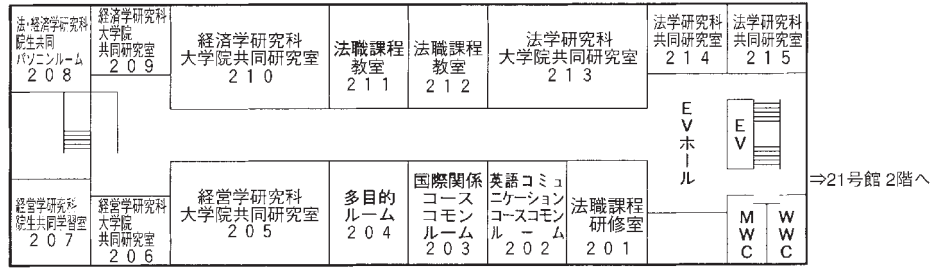 法・経済学研究科
院生共同
パソコンルーム
208
経済学研究科
大学院
共同研究室
209
経済学研究科
大学院共同研究室
210
法職課程
教室
211
法職課程
教室
212
法学研究科
大学院共同研究室
213
法学研究科
共同研究室
214
法学研究科
共同研究室
215
EVホール
EV
⇒21号館 2階へ
経営学研究科
院生共同学習室
207
経営学研究科
大学院
共同研究室
206
経営学研究科
大学院共同研究室
205
多目的
ルーム
204
国際関係
コース
コモン
ルーム
203
英語コミュ
ニケーション
コースコモン
ルーム
202
法職課程
研修室
201
MWC
WWC